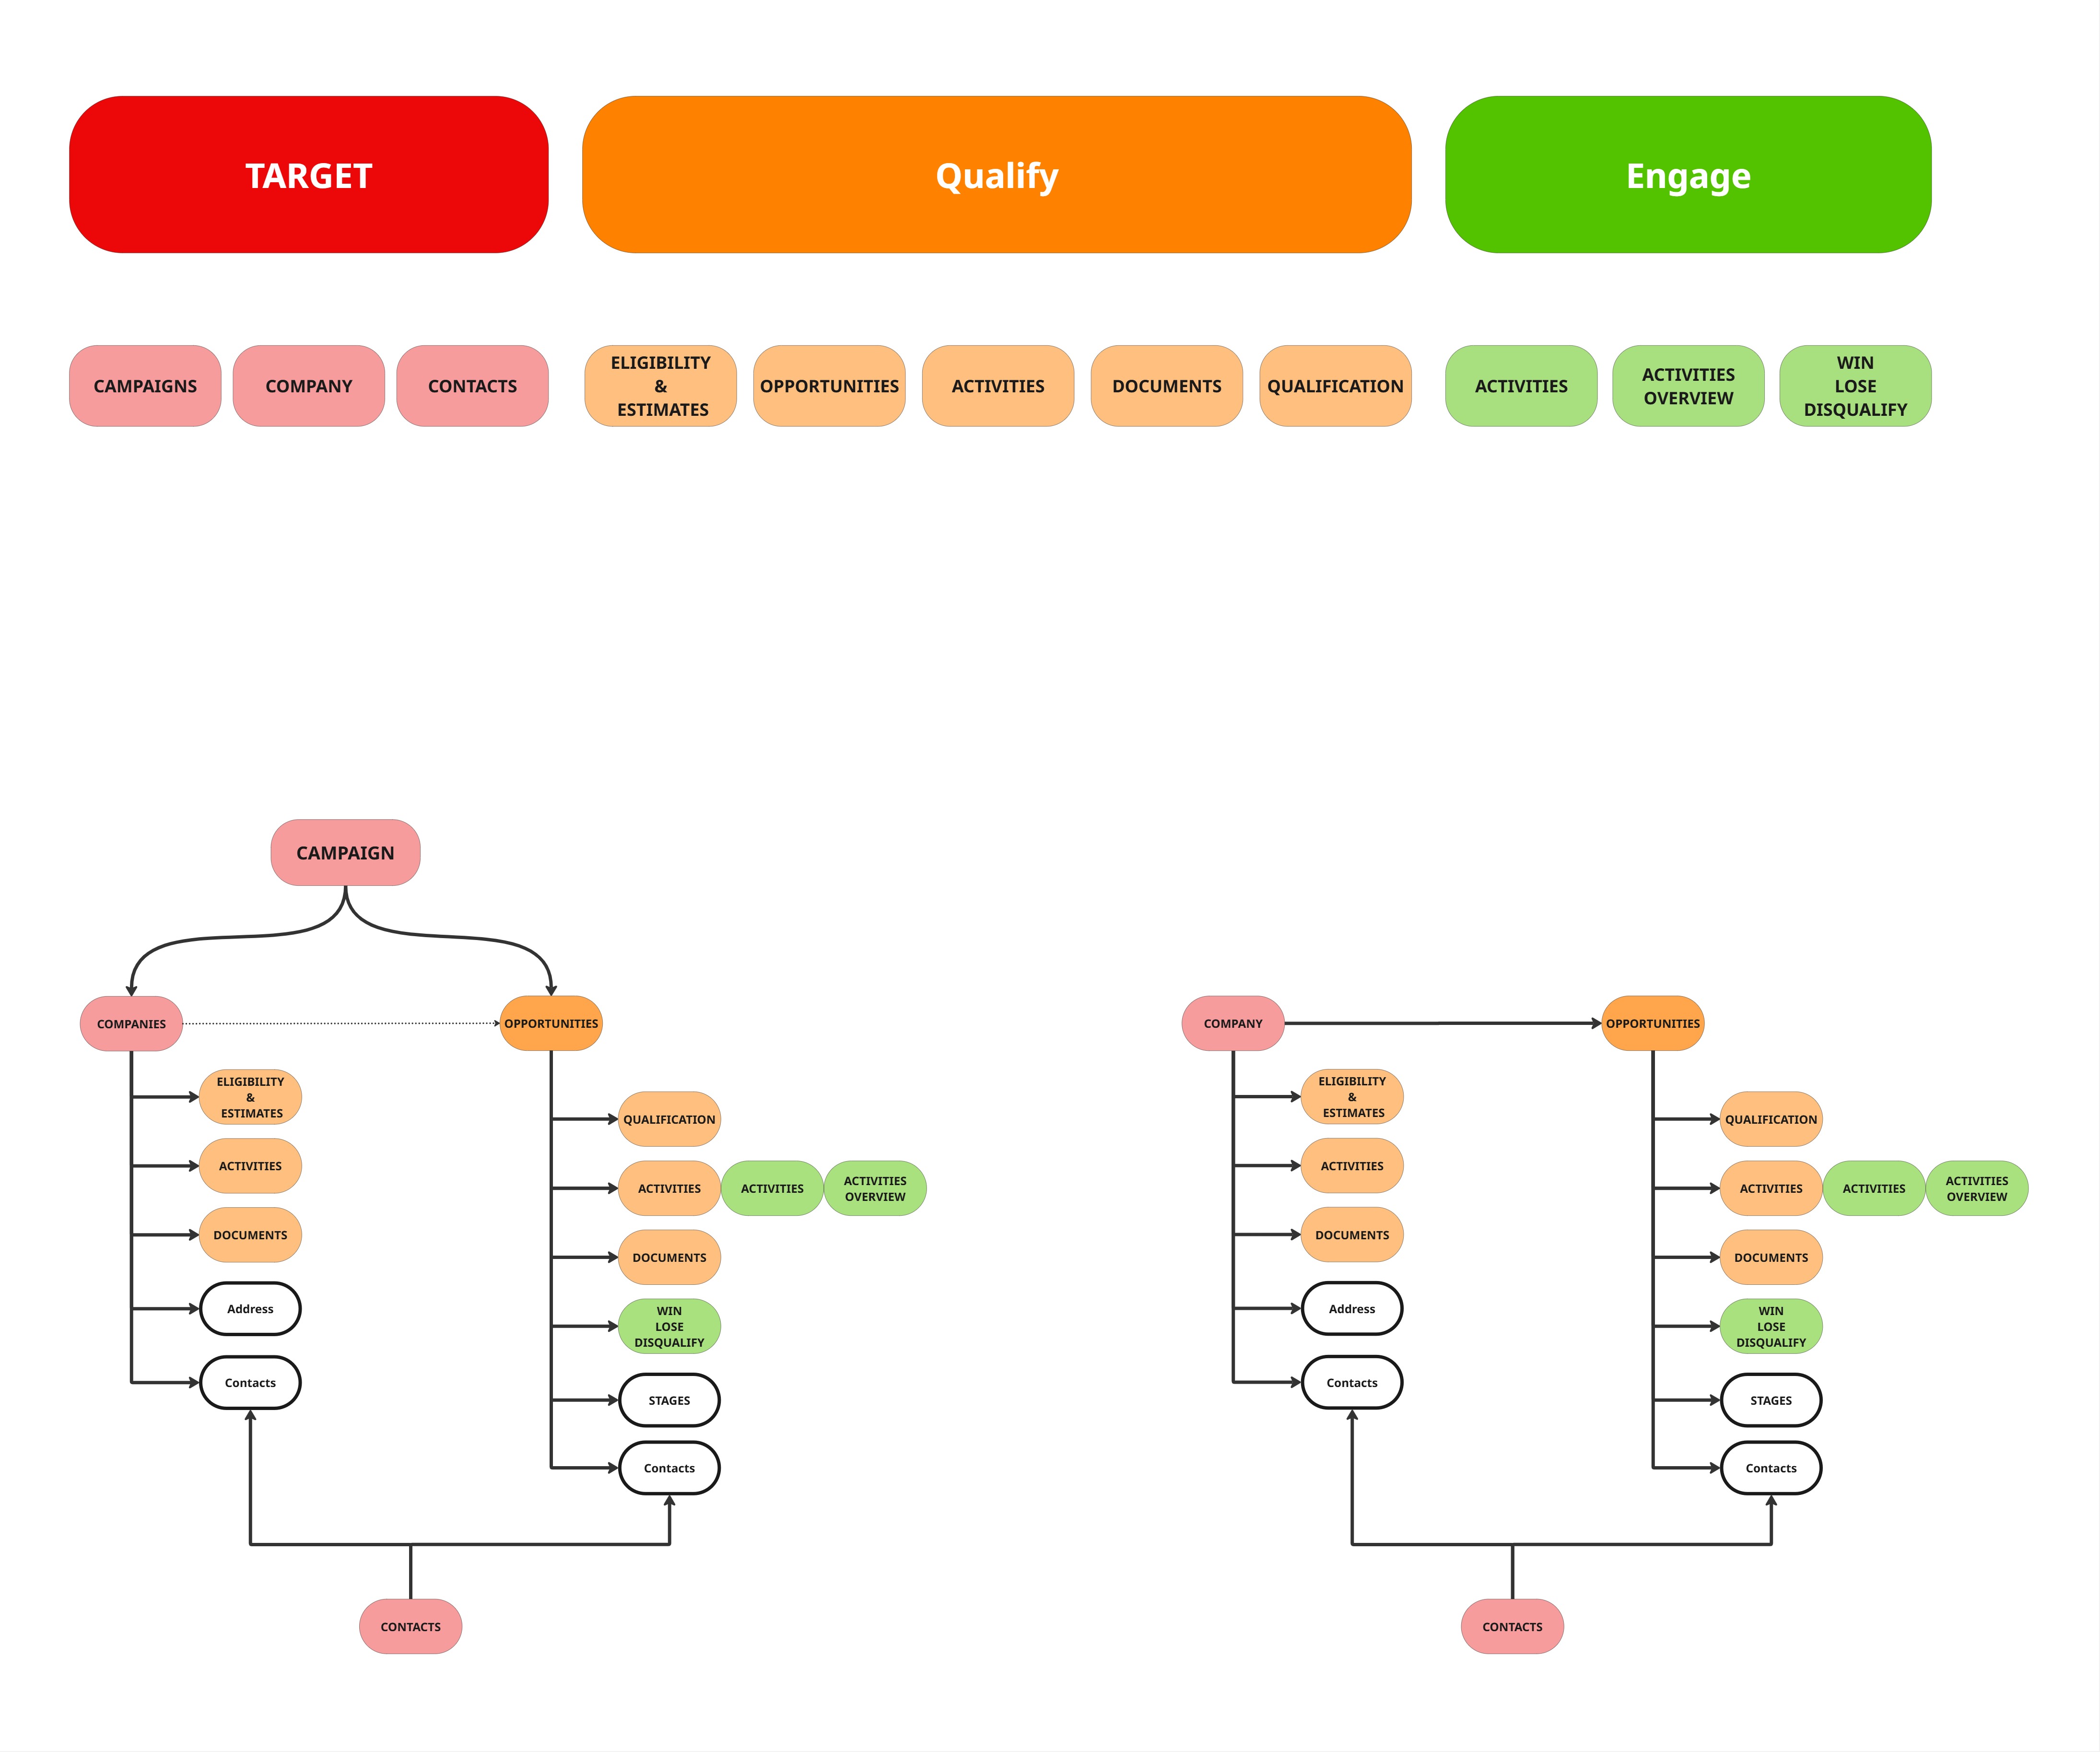 TARGET
Qualify
Engage
CAMPAIGNS
COMPANY
CONTACTS
ELIGIBILITY
&
ESTIMATES
OPPORTUNITIES
ACTIVITIES
DOCUMENTS
QUALIFICATION
ACTIVITIES
ACTIVITIES
OVERVIEW
WIN
LOSE
DISQUALIFY
CAMPAIGN
COMPANIES
OPPORTUNITIES
ELIGIBILITY
&
ESTIMATES
ACTIVITIES
DOCUMENTS
Address
Contacts
QUALIFICATION
ACTIVITIES
ACTIVITIES
ACTIVITIES
OVERVIEW
DOCUMENTS
WIN
LOSE
DISQUALIFY
STAGES
Contacts
CONTACTS
COMPANY
OPPORTUNITIES
ELIGIBILITY
&
ESTIMATES
ACTIVITIES
DOCUMENTS
Address
Contacts
QUALIFICATION
ACTIVITIES
ACTIVITIES
ACTIVITIES
OVERVIEW
DOCUMENTS
WIN
LOSE
DISQUALIFY
STAGES
Contacts
CONTACTS